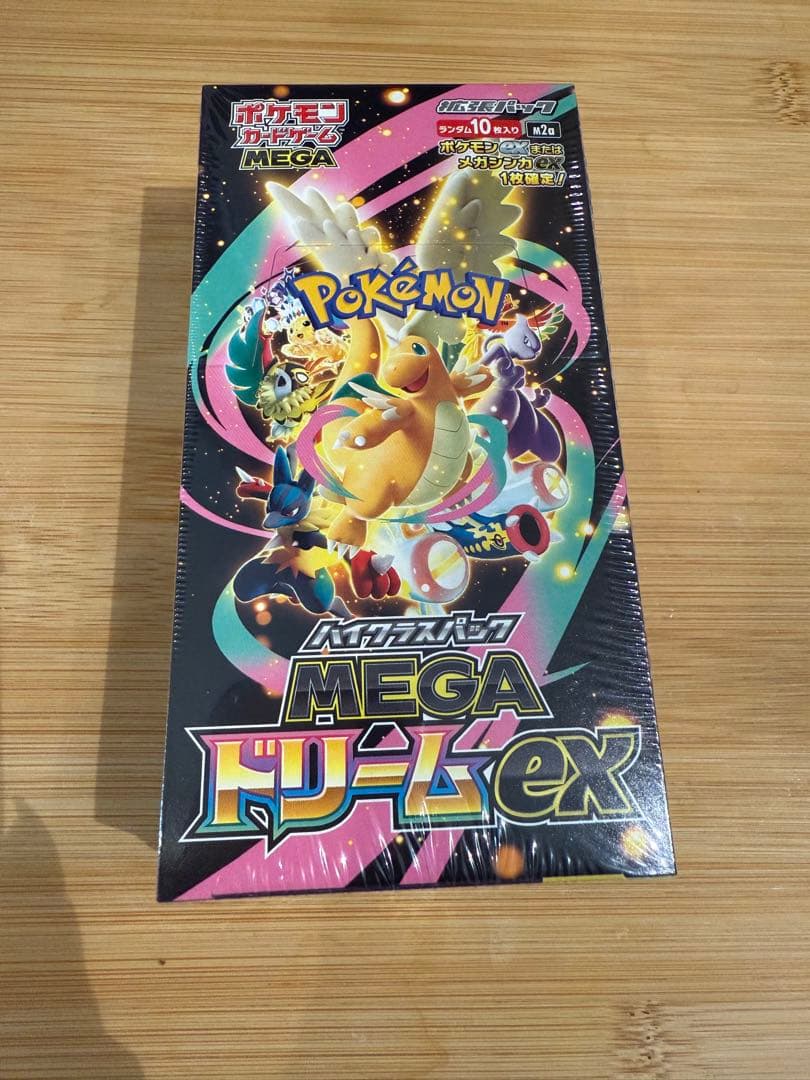 ポケモン
カードゲーム
MEGA
拡張パック
ランダム10枚入り
M2a
ポケモンexまたは
メガシンカex
1枚確定!
POKéMON
TM
ハイクラスパック
MEGA
ドリームex